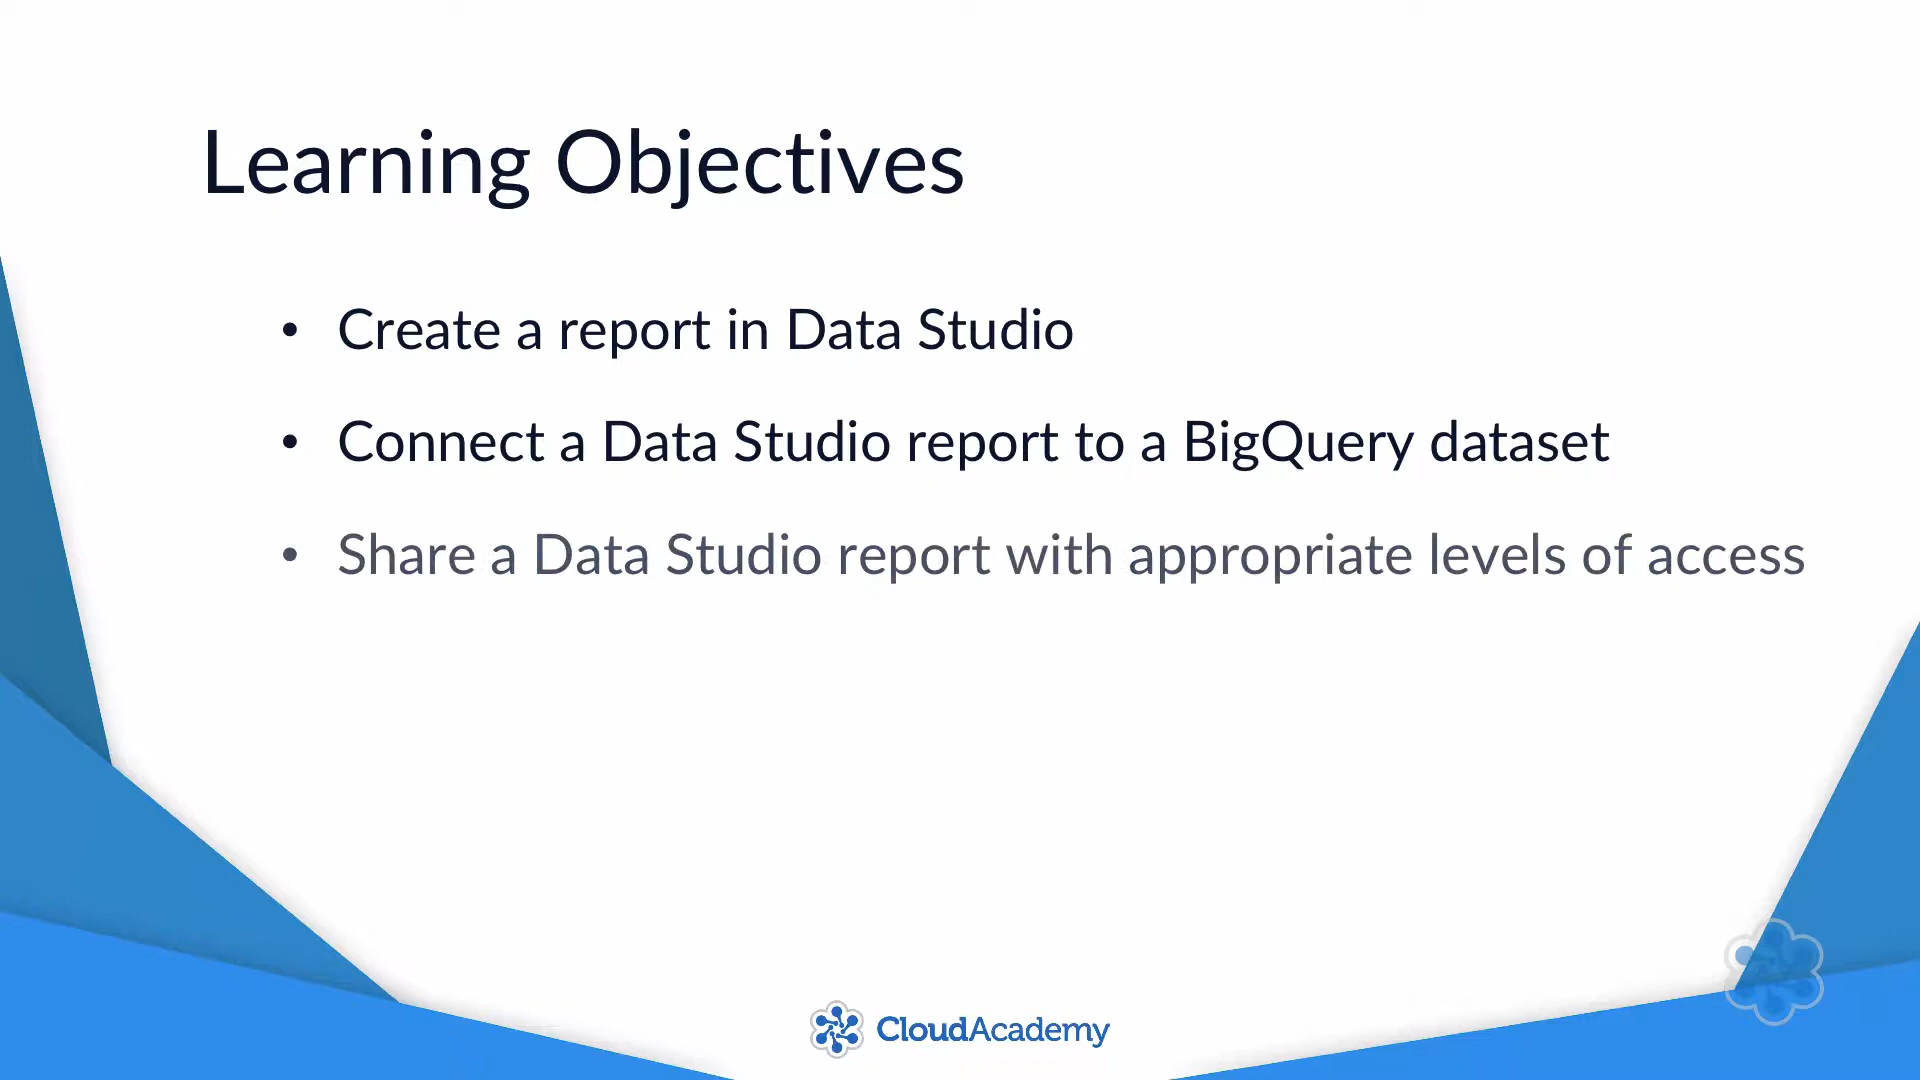 Learning Objectives
• Create a report in Data Studio
• Connect a Data Studio report to a BigQuery dataset
• Share a Data Studio report with appropriate levels of access
CloudAcademy